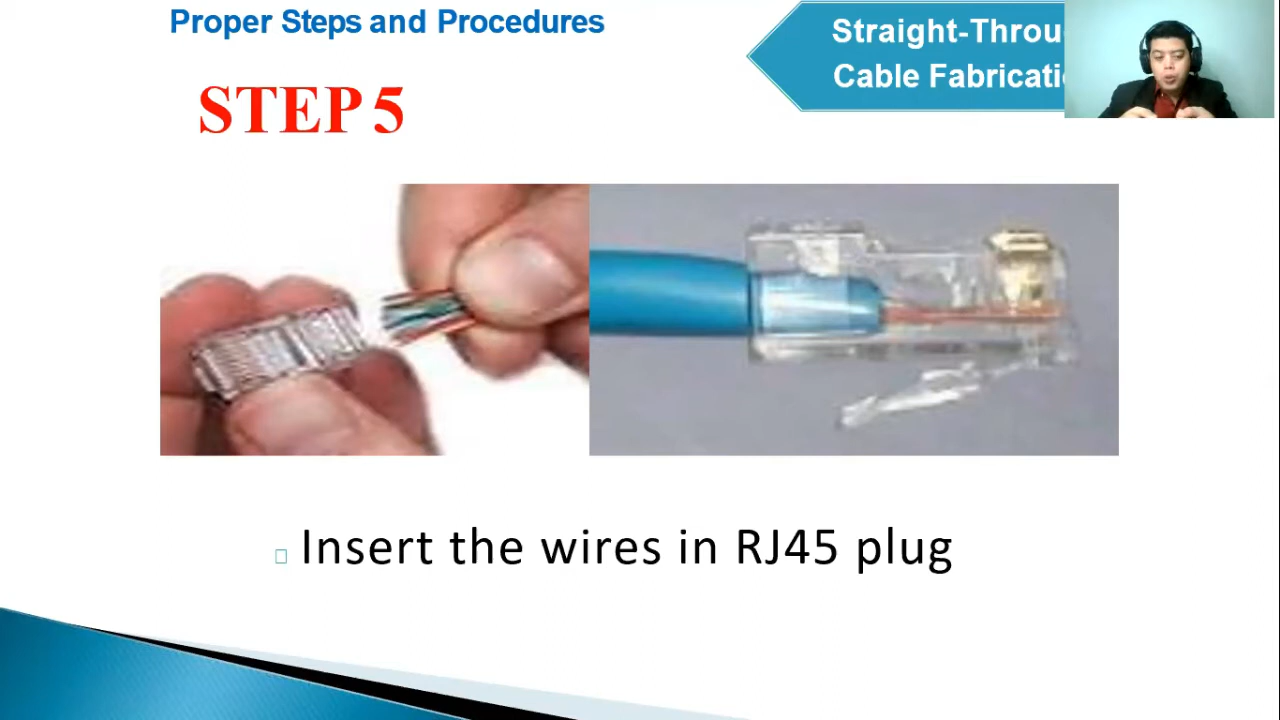 Proper Steps and Procedures
Straight-Throu
Cable Fabricati
STEP 5
Insert the wires in RJ45 plug